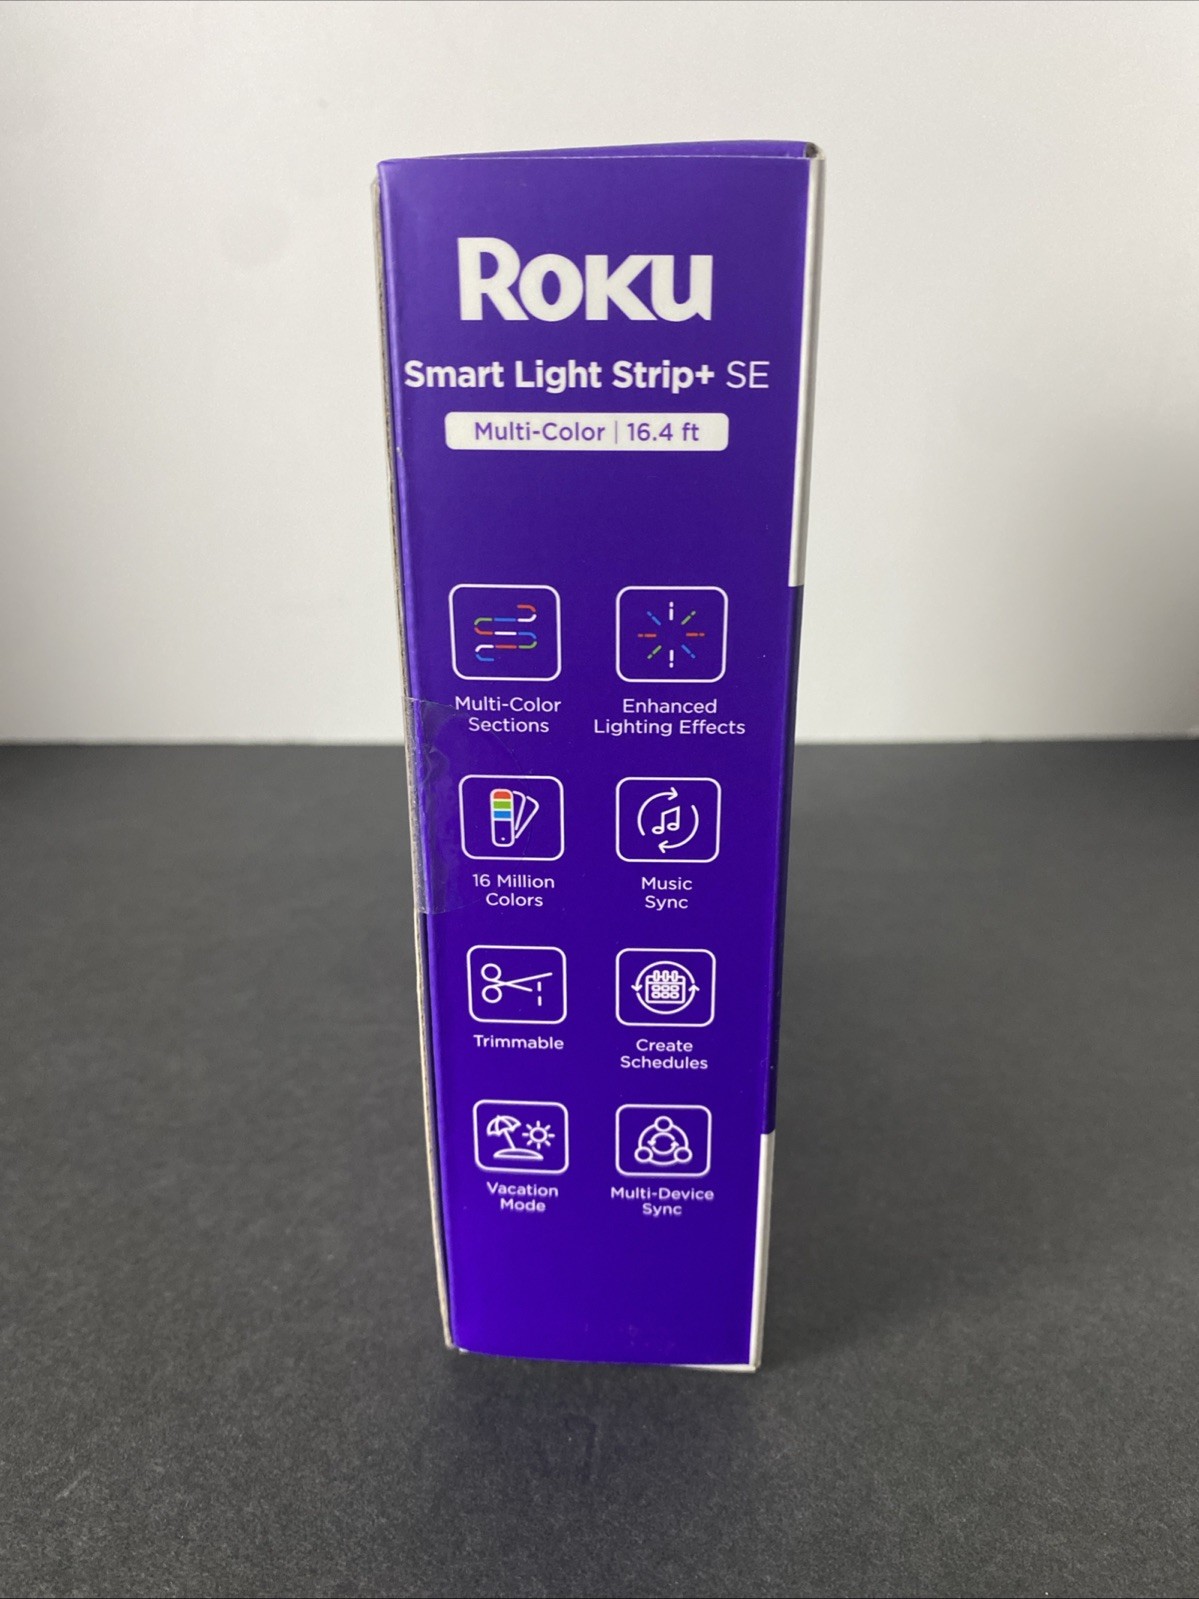 Roku
Smart Light Strip+ SE
Multi-Color | 16.4 ft
Multi-Color
Sections
Enhanced
Lighting Effects
16 Million
Colors
Music
Sync
Trimmable
Create
Schedules
Vacation
Mode
Multi-Device
Sync